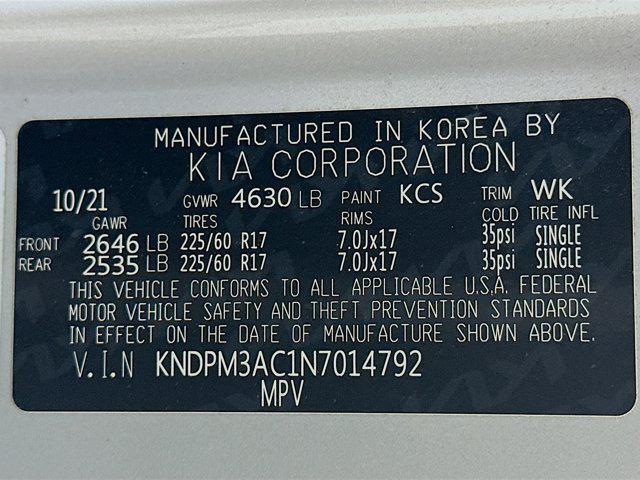 MANUFACTURED IN KOREA BY
KIA CORPORATION
10/21 GVWR 4630 LB PAINT KCS TRIM WK
GAWR TIRES RIMS COLD TIRE INFL
FRONT 2646 LB 225/60 R17 7.0Jx17 35psi SINGLE
REAR 2535 LB 225/60 R17 7.0Jx17 35psi SINGLE
THIS VEHICLE CONFORMS TO ALL APPLICABLE U.S.A. FEDERAL
MOTOR VEHICLE SAFETY AND THEFT PREVENTION STANDARDS
IN EFFECT ON THE DATE OF MANUFACTURE SHOWN ABOVE.
V.I.N KNDPM3AC1N7014792
MPV